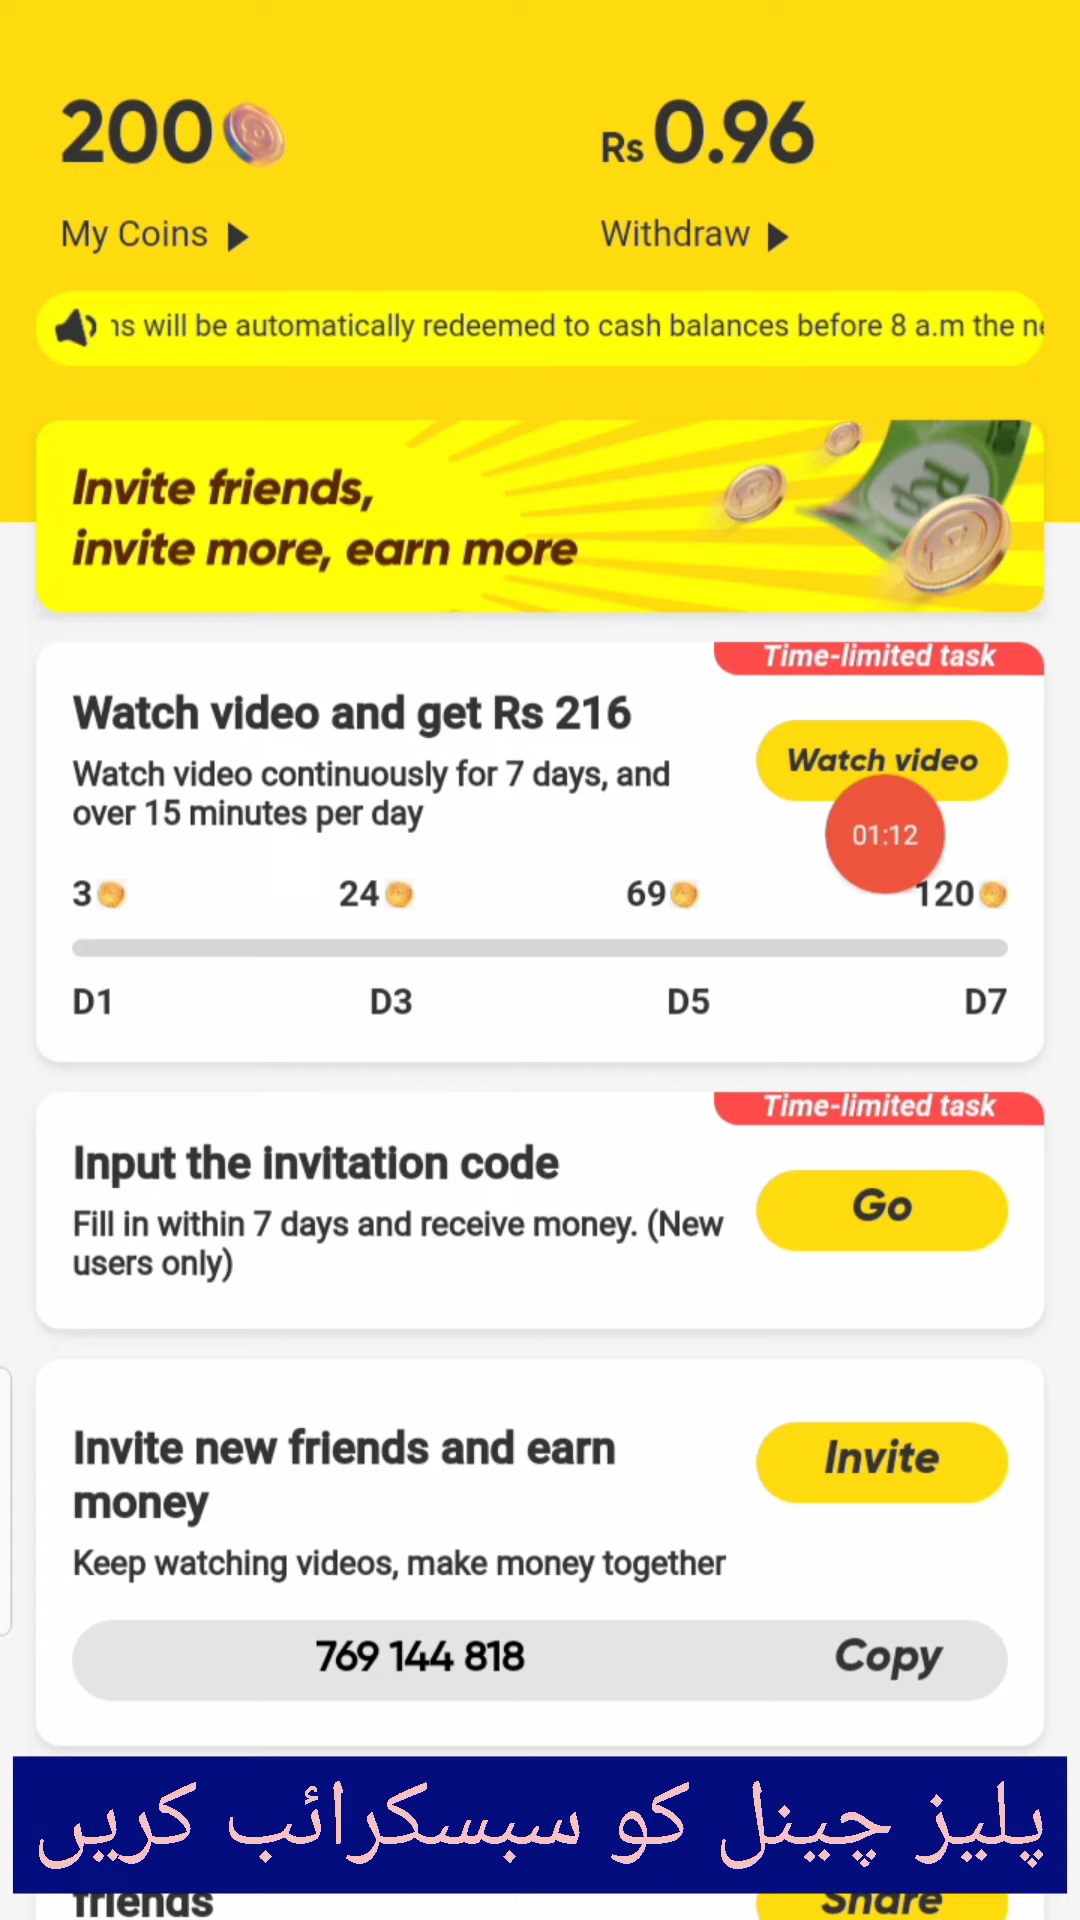 200
Rs 0.96
My Coins
Withdraw
ns will be automatically redeemed to cash balances before 8 a.m the ne
Invite friends,
invite more, earn more
Time-limited task
Watch video and get Rs 216
Watch video
Watch video continuously for 7 days, and
over 15 minutes per day
01:12
3 24 69 120
D1 D3 D5 D7
Time-limited task
Input the invitation code
Go
Fill in within 7 days and receive money. (New
users only)
Invite new friends and earn
money
Invite
Keep watching videos, make money together
769 144 818
Copy
پلیز چینل کو سبسکرائب کریں
friends
Share